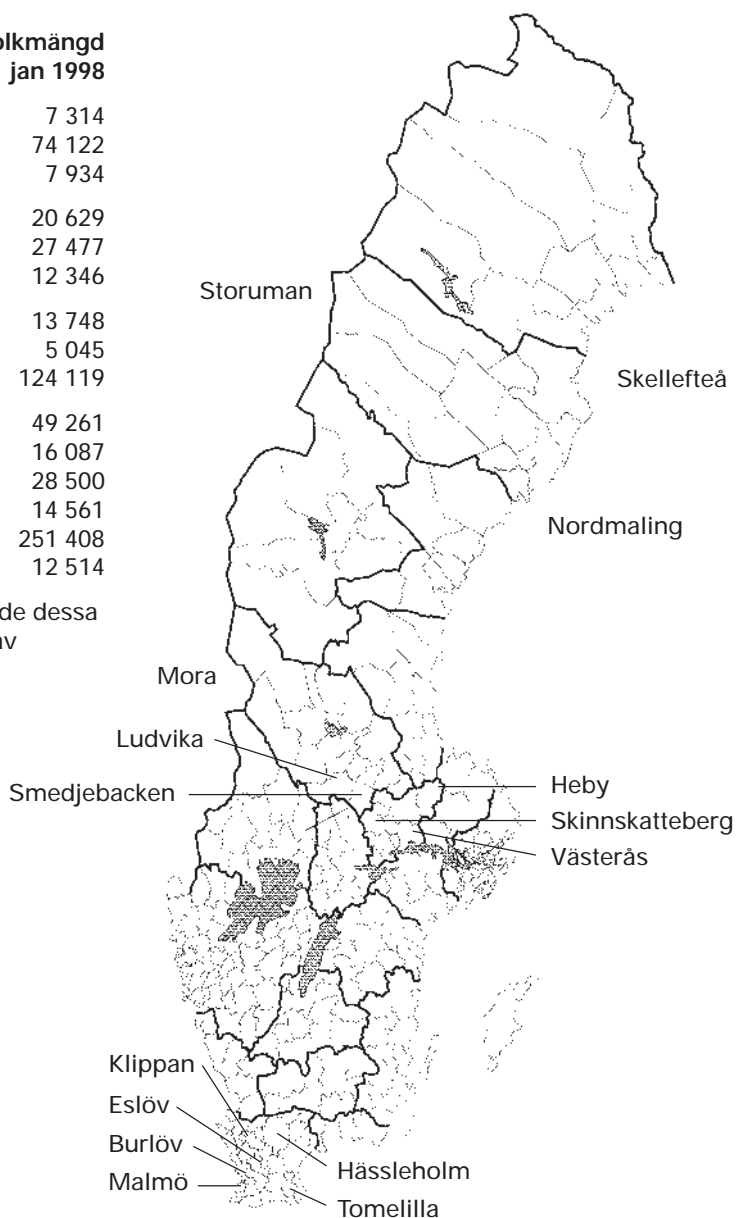 olkmängd
jan 1998
7 314
74 122
7 934
20 629
27 477
12 346
13 748
5 045
124 119
49 261
16 087
28 500
14 561
251 408
12 514
de dessa
av
Storuman
Skellefteå
Nordmaling
Mora
Ludvika
Smedjebacken
Heby
Skinnskatteberg
Västerås
Klippan
Eslöv
Burlöv
Malmö
Hässleholm
Tomelilla